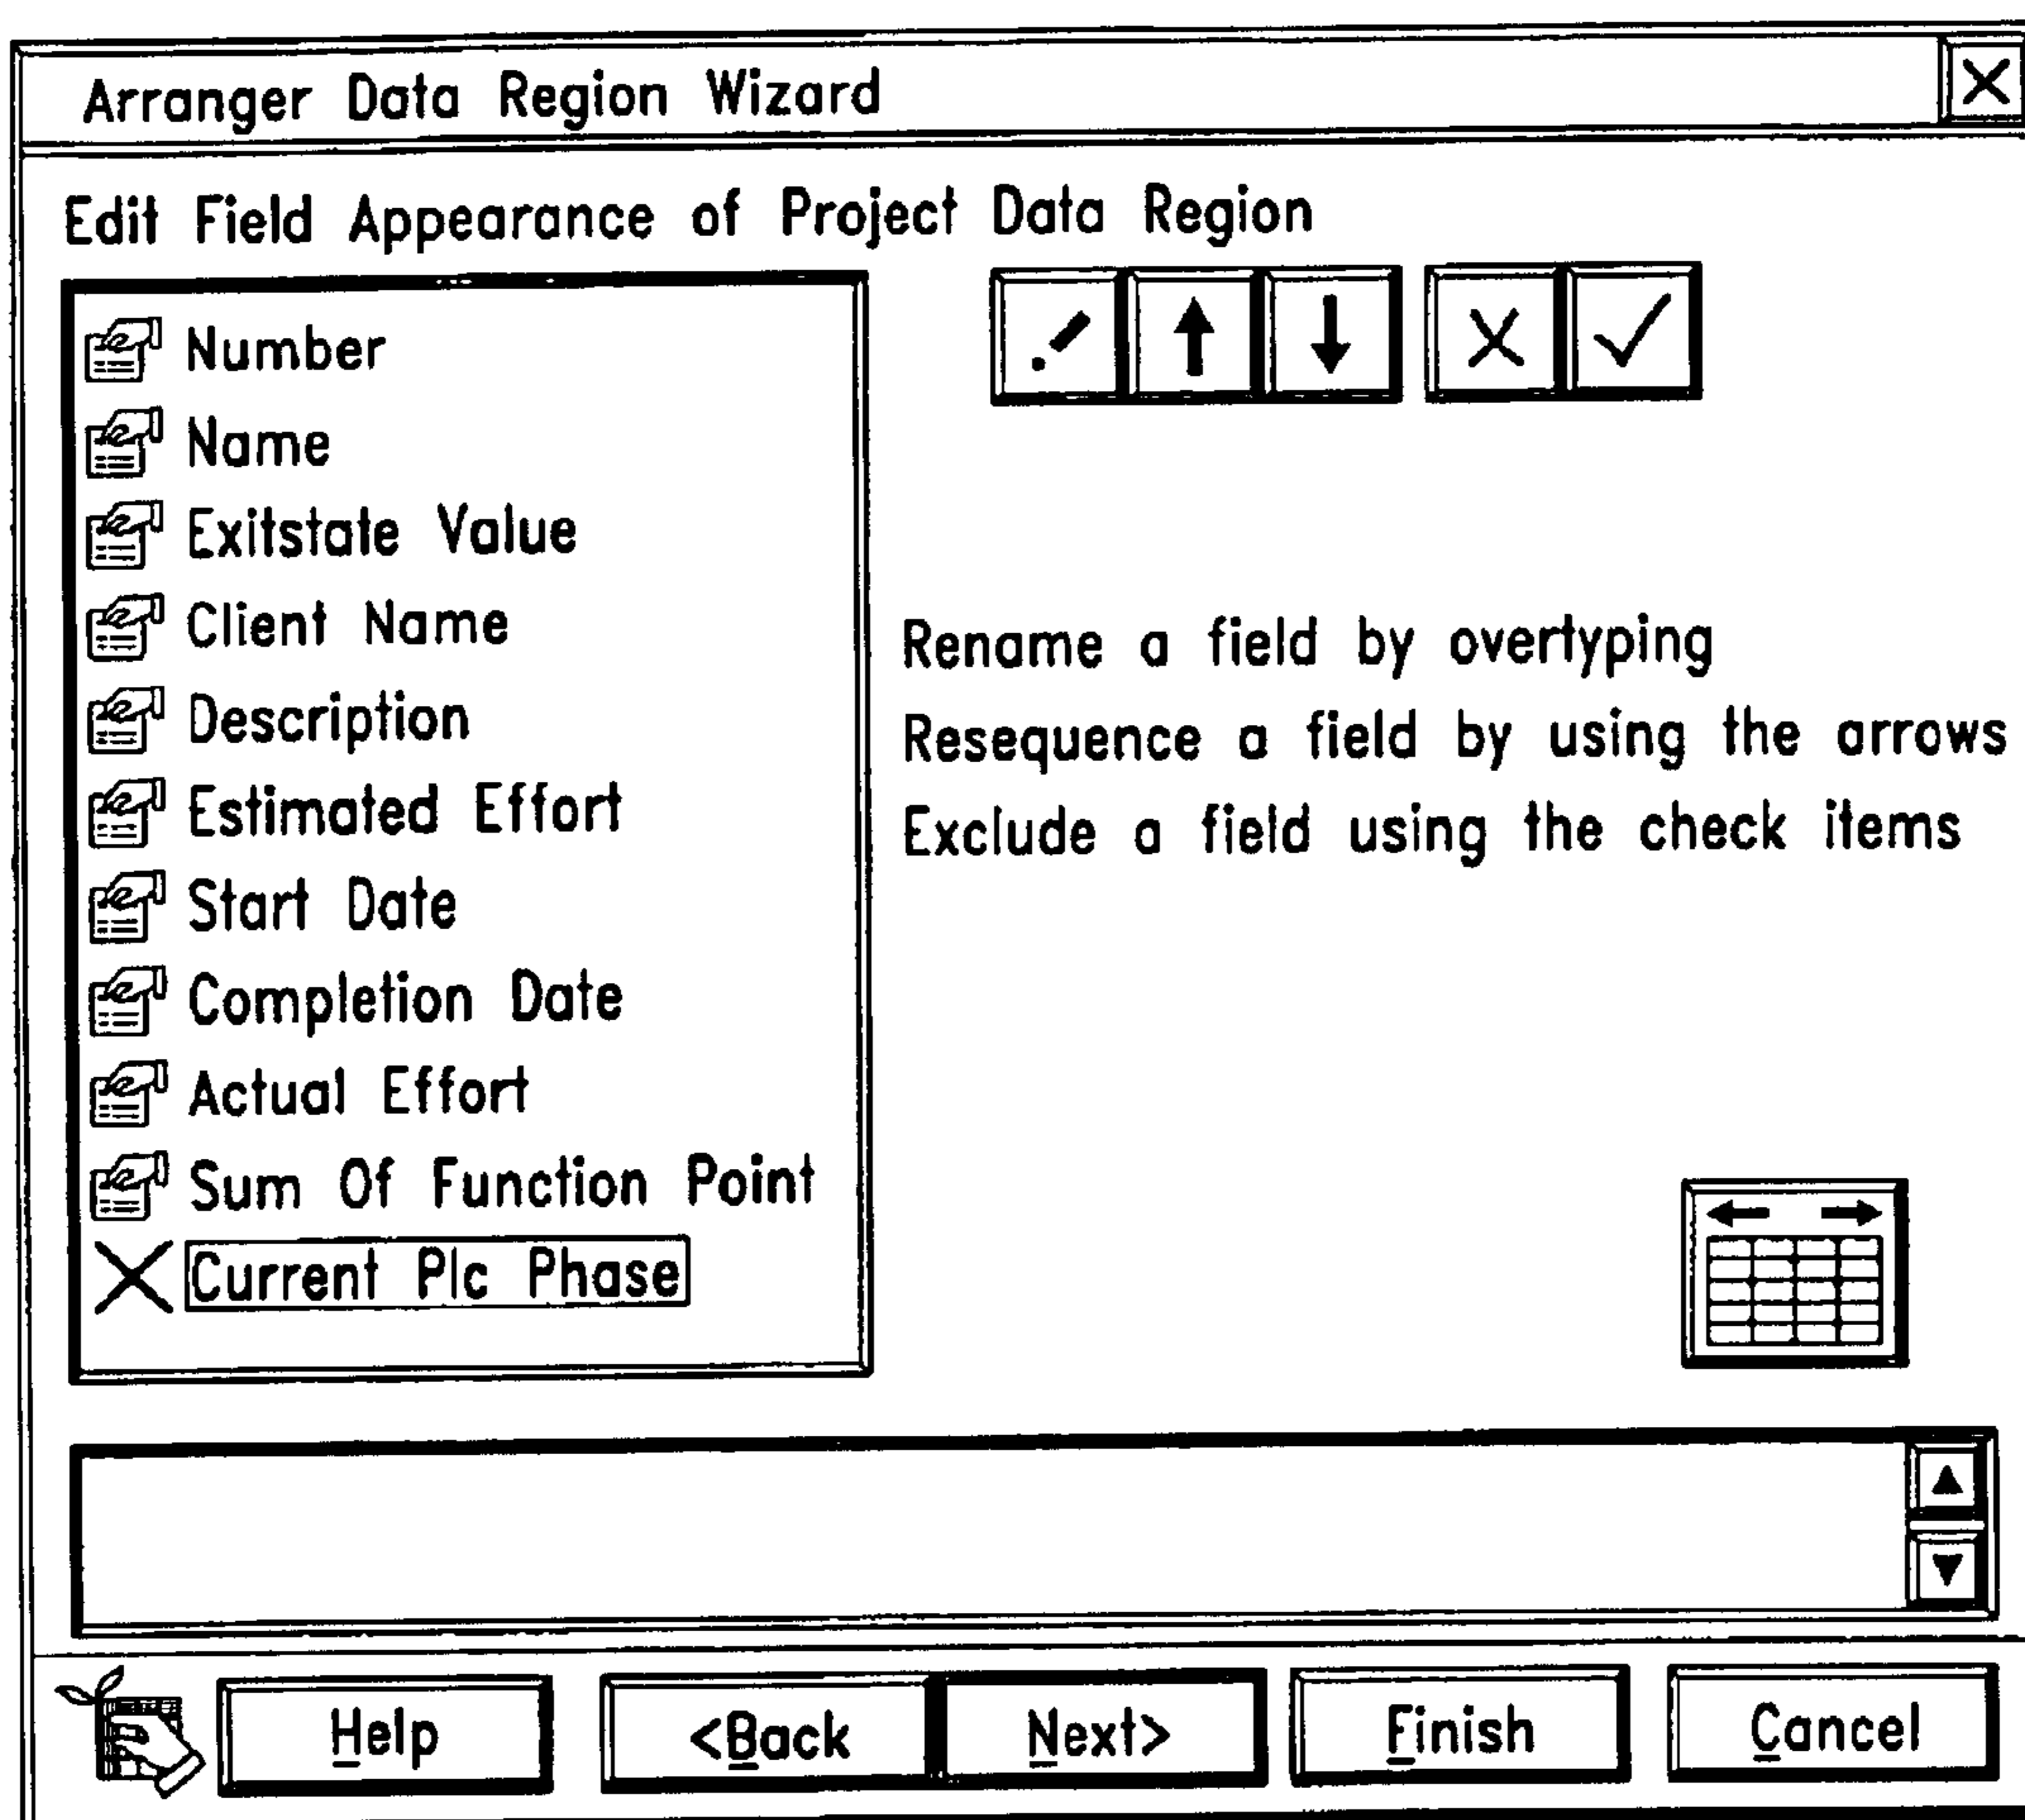 Arranger Data Region Wizard
Edit Field Appearance of Project Data Region
Number
Name
Exitstate Value
Client Name
Description
Estimated Effort
Start Date
Completion Date
Actual Effort
Sum Of Function Point
Current Plc Phase
Rename a field by overtyping
Resequence a field by using the arrows
Exclude a field using the check items
Help
<Back
Next>
Finish
Cancel